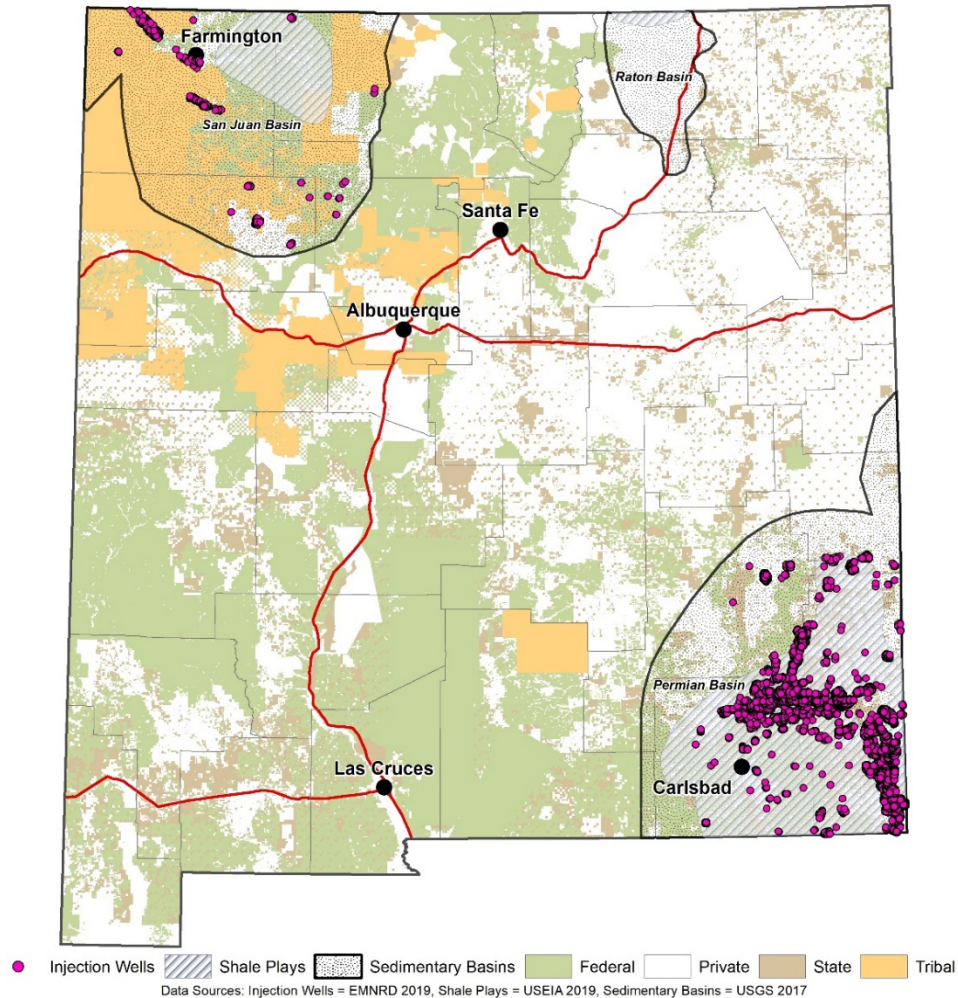 Farmington
Raton Basin
San Juan Basin
Santa Fe
Albuquerque
Permian Basin
Las Cruces
Carlsbad
Injection Wells Shale Plays Sedimentary Basins Federal Private State Tribal
Data Sources: Injection Wells = EMNRD 2019, Shale Plays = USEIA 2019, Sedimentary Basins = USGS 2017